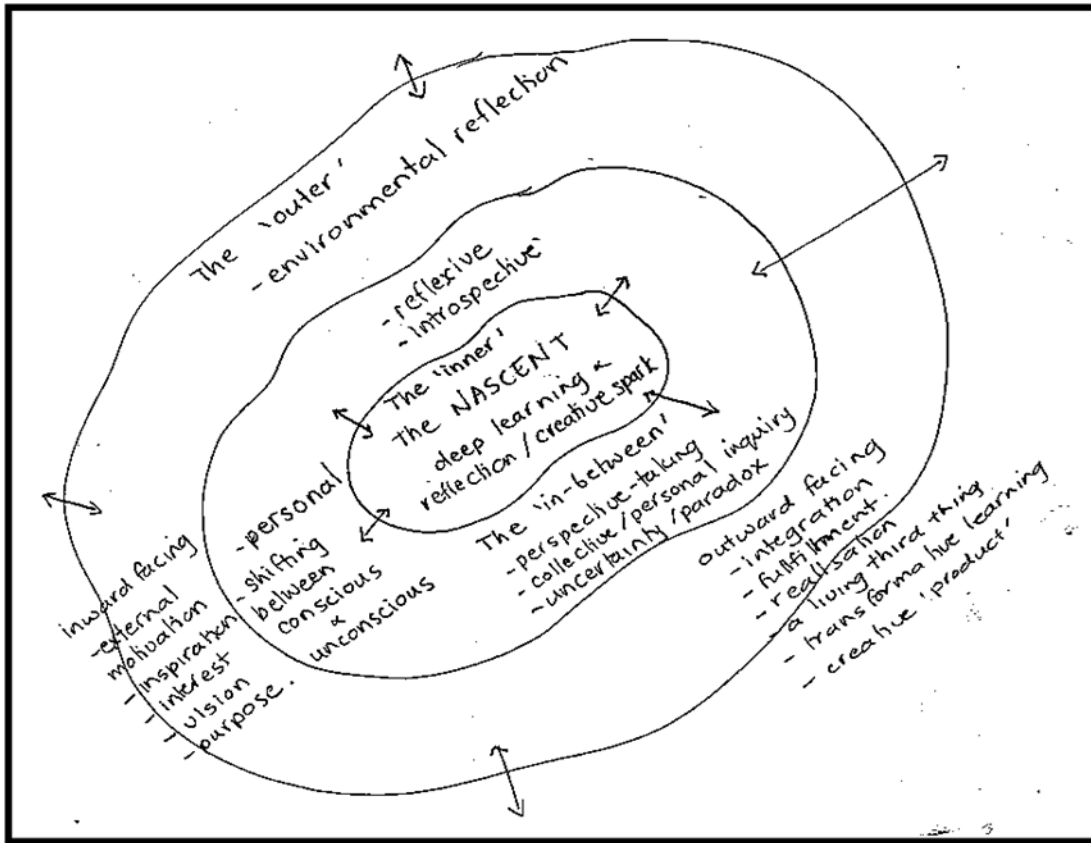 The 'outer'
- environmental reflection
- reflexive
- introspective'
The 'inner'
The NASCENT
deep learning &
reflection / creative spark
- personal
- shifting
between
conscious
&
unconscious
The 'in-between'
- perspective-taking
- collective / personal inquiry
- uncertainty / paradox
inward facing
- external
motivation
- inspiration
- interest
- vision
- purpose.
outward facing
- integration
- fulfillment.
- realisation
- a living third thing
- transformative learning
- creative 'product'
3